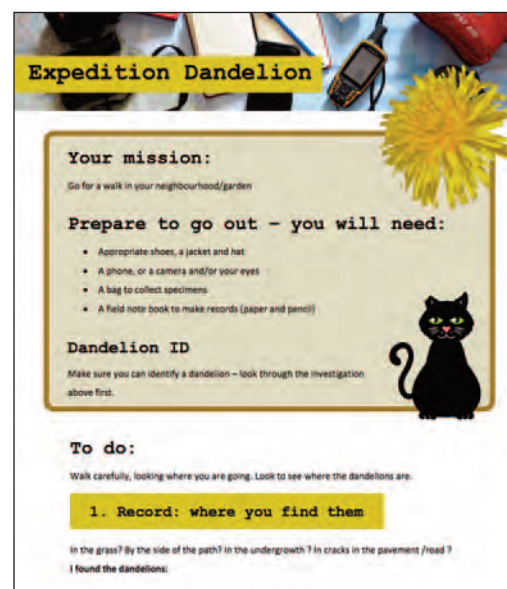 FIRST AID
Expedition Dandelion
Your mission:
Go for a walk in your neighbourhood/garden
Prepare to go out – you will need:
• Appropriate shoes, a jacket and hat
• A phone, or a camera and/or your eyes
• A bag to collect specimens
• A field note book to make records (paper and pencil)
Dandelion ID
Make sure you can identify a dandelion – look through the investigation
above first.
To do:
Walk carefully, looking where you are going. Look to see where the dandelions are.
1. Record: where you find them
In the grass? By the side of the path? In the undergrowth ? In cracks in the pavement /road ?
I found the dandelions: